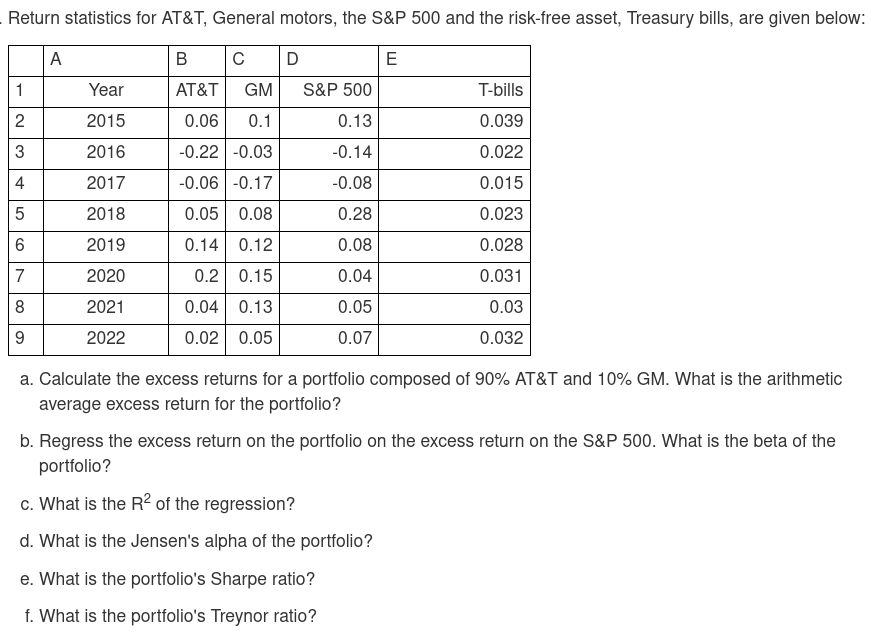 . Return statistics for AT&T, General motors, the S&P 500 and the risk-free asset, Treasury bills, are given below:
A B C D E
1 Year AT&T GM S&P 500 T-bills
2 2015 0.06 0.1 0.13 0.039
3 2016 -0.22 -0.03 -0.14 0.022
4 2017 -0.06 -0.17 -0.08 0.015
5 2018 0.05 0.08 0.28 0.023
6 2019 0.14 0.12 0.08 0.028
7 2020 0.2 0.15 0.04 0.031
8 2021 0.04 0.13 0.05 0.03
9 2022 0.02 0.05 0.07 0.032
a. Calculate the excess returns for a portfolio composed of 90% AT&T and 10% GM. What is the arithmetic
average excess return for the portfolio?
b. Regress the excess return on the portfolio on the excess return on the S&P 500. What is the beta of the
portfolio?
c. What is the R² of the regression?
d. What is the Jensen's alpha of the portfolio?
e. What is the portfolio's Sharpe ratio?
f. What is the portfolio's Treynor ratio?